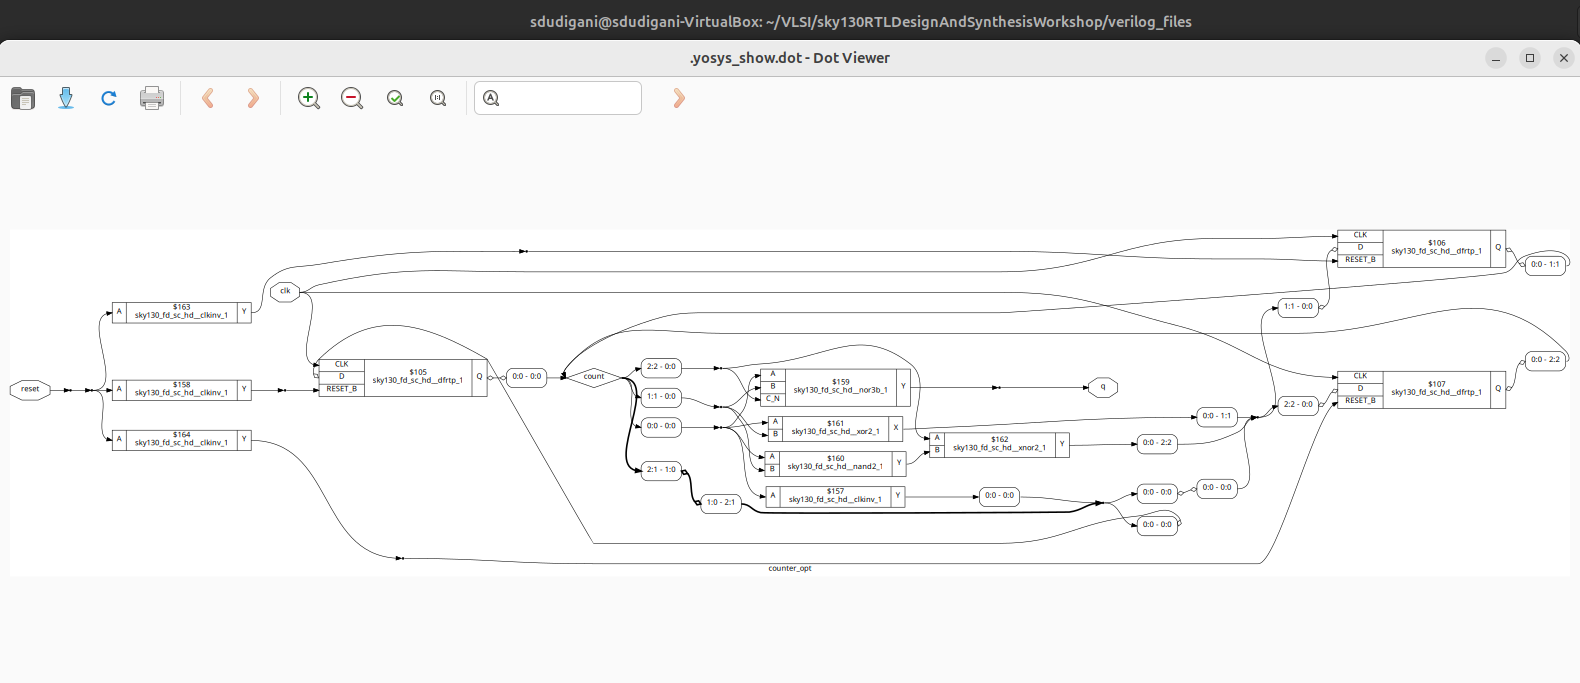 sdudigani@sdudigani-VirtualBox: ~/VLSI/sky130RTLDesignAndSynthesisWorkshop/verilog_files
.yosys_show.dot - Dot Viewer
reset
A
$163
sky130_fd_sc_hd__clkinv_1
Y
A
$158
sky130_fd_sc_hd__clkinv_1
Y
A
$164
sky130_fd_sc_hd__clkinv_1
Y
clk
CLK
D
RESET_B
$105
sky130_fd_sc_hd__dfrtp_1
Q
0:0 - 0:0
count
2:2 - 0:0
1:1 - 0:0
0:0 - 0:0
2:1 - 1:0
1:0 - 2:1
A
B
C_N
$159
sky130_fd_sc_hd__nor3b_1
Y
A
B
$161
sky130_fd_sc_hd__xor2_1
X
A
B
$160
sky130_fd_sc_hd__nand2_1
Y
A
$157
sky130_fd_sc_hd__clkinv_1
Y
A
B
$162
sky130_fd_sc_hd__xnor2_1
Y
0:0 - 0:0
q
0:0 - 1:1
0:0 - 2:2
0:0 - 0:0
0:0 - 0:0
0:0 - 0:0
1:1 - 0:0
2:2 - 0:0
CLK
D
RESET_B
$106
sky130_fd_sc_hd__dfrtp_1
Q
0:0 - 1:1
CLK
D
RESET_B
$107
sky130_fd_sc_hd__dfrtp_1
Q
0:0 - 2:2
counter_opt